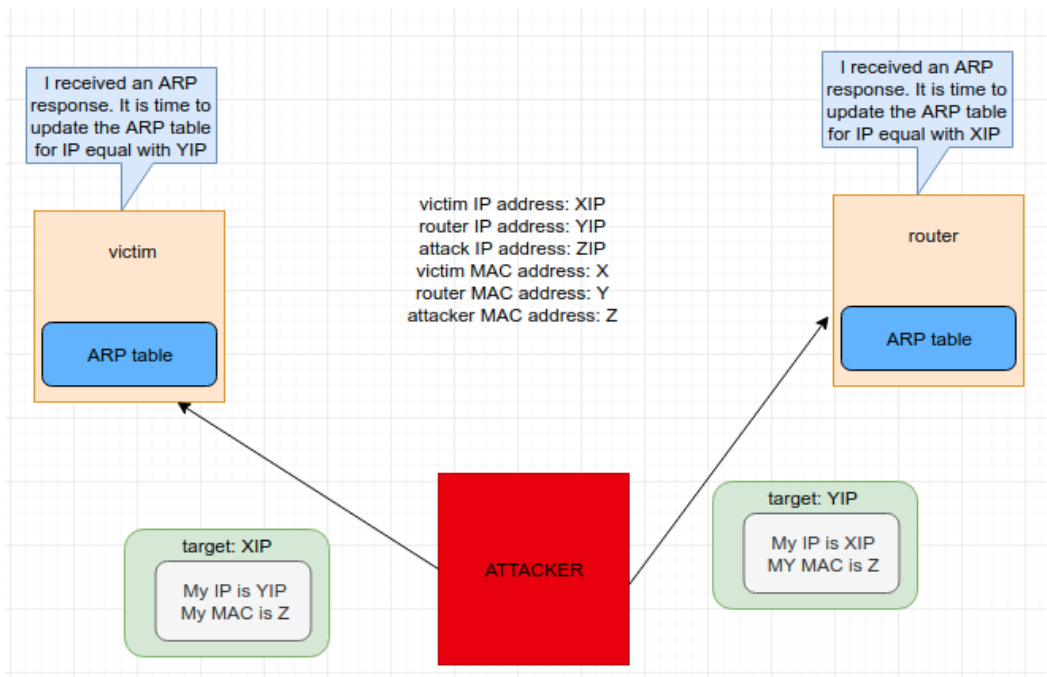 I received an ARP
response. It is time to
update the ARP table
for IP equal with YIP
I received an ARP
response. It is time to
update the ARP table
for IP equal with XIP
victim
ARP table
victim IP address: XIP
router IP address: YIP
attack IP address: ZIP
victim MAC address: X
router MAC address: Y
attacker MAC address: Z
router
ARP table
target: XIP
My IP is YIP
My MAC is Z
ATTACKER
target: YIP
My IP is XIP
MY MAC is Z